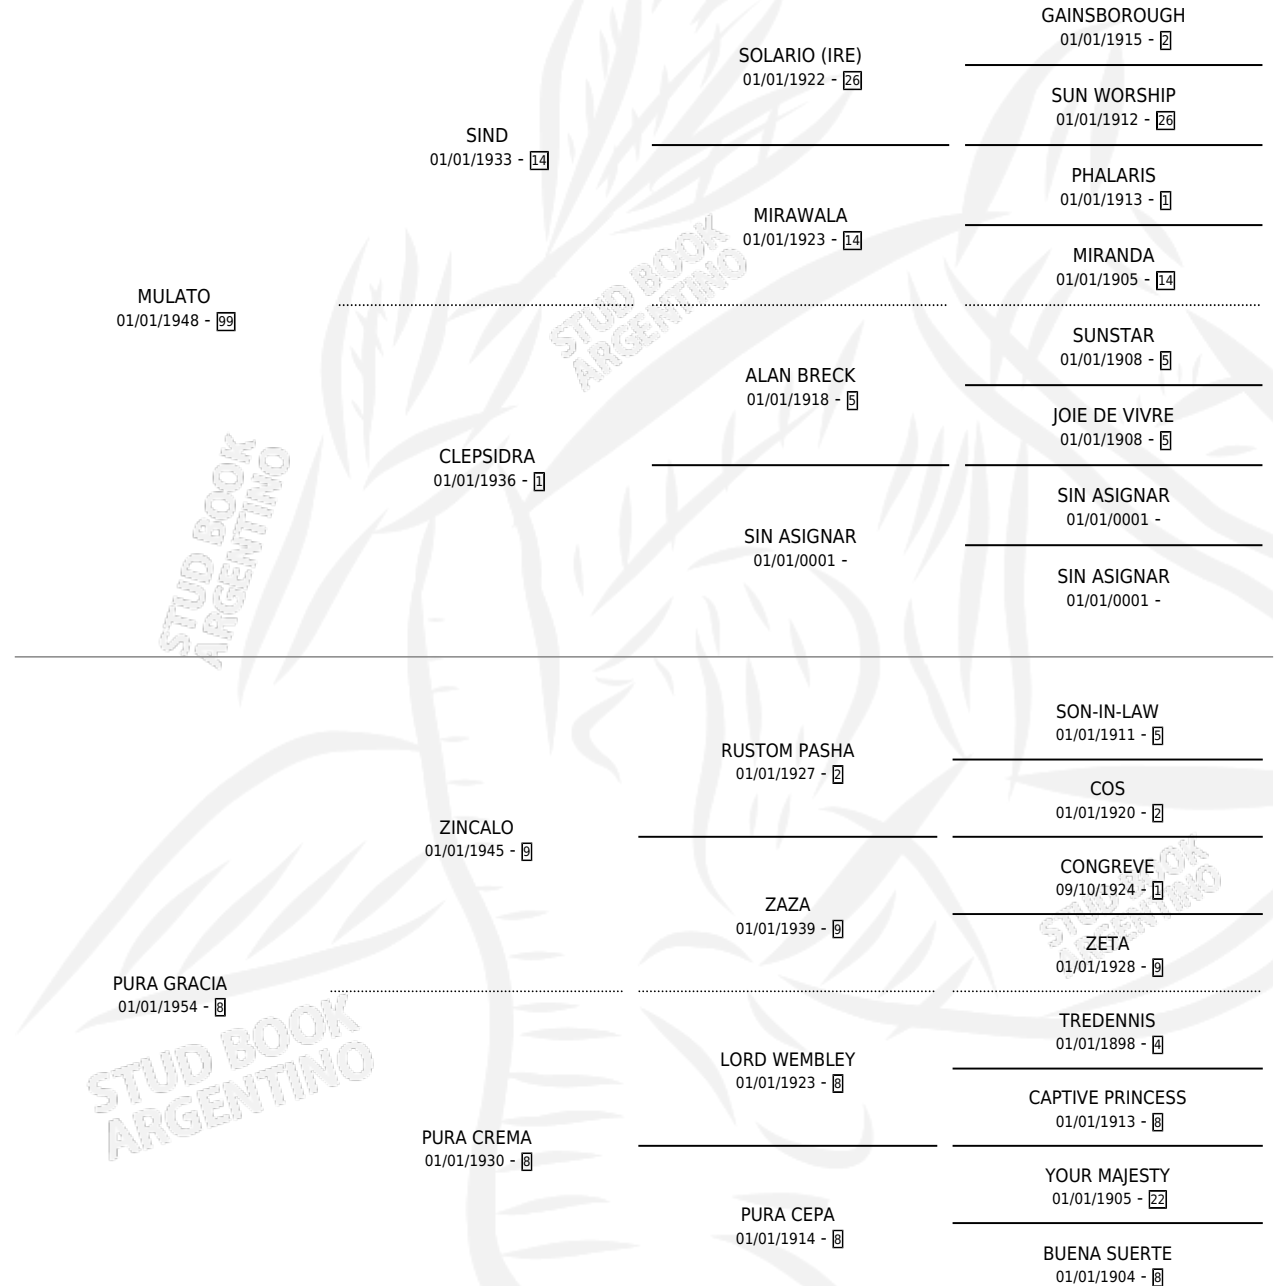 GAINSBOROUGH
01/01/1915 - 2
SOLARIO (IRE)
01/01/1922 - 26
SUN WORSHIP
01/01/1912 - 26
SIND
01/01/1933 - 14
PHALARIS
01/01/1913 - 1
MIRAWALA
01/01/1923 - 14
MIRANDA
01/01/1905 - 14
MULATO
01/01/1948 - 99
SUNSTAR
01/01/1908 - 5
ALAN BRECK
01/01/1918 - 5
JOIE DE VIVRE
01/01/1908 - 5
CLEPSIDRA
01/01/1936 - 1
SIN ASIGNAR
01/01/0001 -
SIN ASIGNAR
01/01/0001 -
SIN ASIGNAR
01/01/0001 -
SON-IN-LAW
01/01/1911 - 5
RUSTOM PASHA
01/01/1927 - 2
COS
01/01/1920 - 2
ZINCALO
01/01/1945 - 9
CONGREVE
09/10/1924 - 1
ZAZA
01/01/1939 - 9
ZETA
01/01/1928 - 9
PURA GRACIA
01/01/1954 - 8
TREDENNIS
01/01/1898 - 4
LORD WEMBLEY
01/01/1923 - 8
CAPTIVE PRINCESS
01/01/1913 - 8
PURA CREMA
01/01/1930 - 8
YOUR MAJESTY
01/01/1905 - 22
PURA CEPA
01/01/1914 - 8
BUENA SUERTE
01/01/1904 - 8
STUD BOOK
ARGENTINO
STUD BOOK
ARGENTINO
STUD BOOK
ARGENTINO
STUD BOOK
ARGENTINO